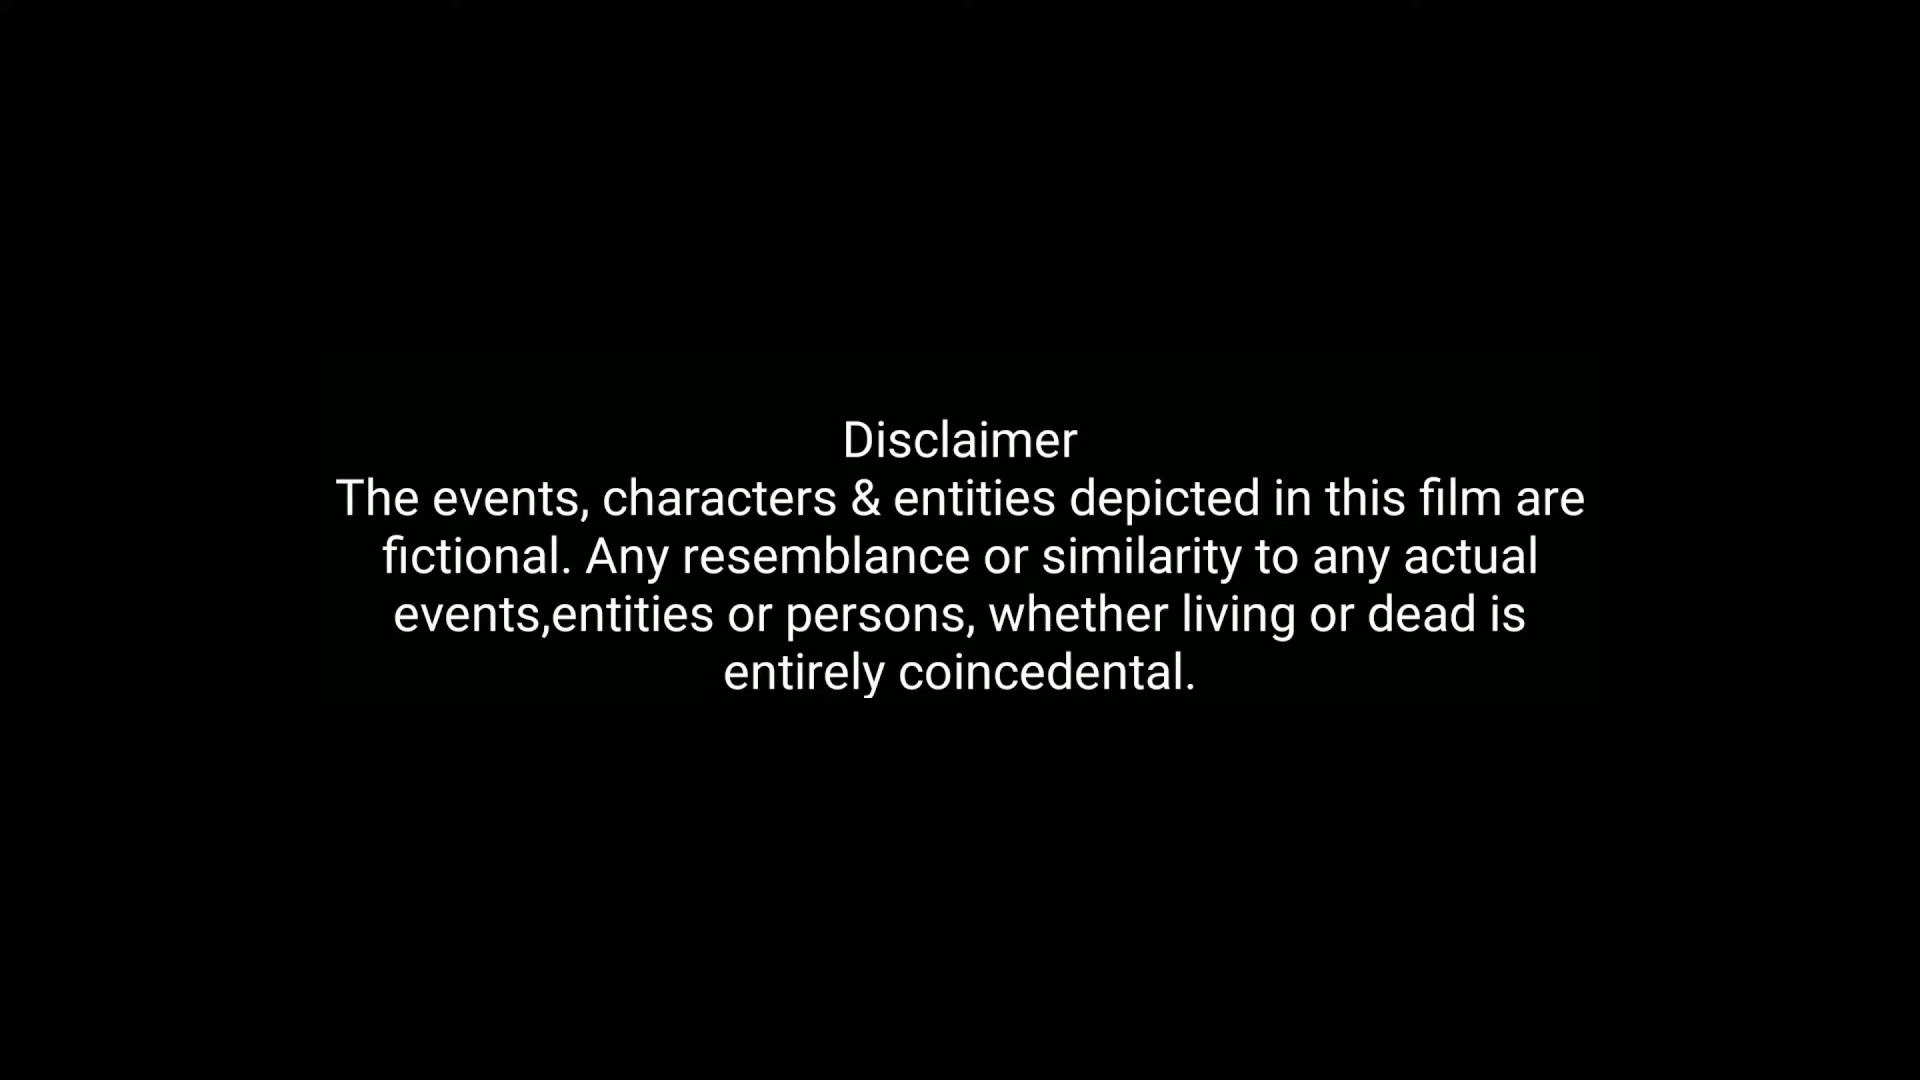 Disclaimer
The events, characters & entities depicted in this film are
fictional. Any resemblance or similarity to any actual
events,entities or persons, whether living or dead is
entirely coincedental.